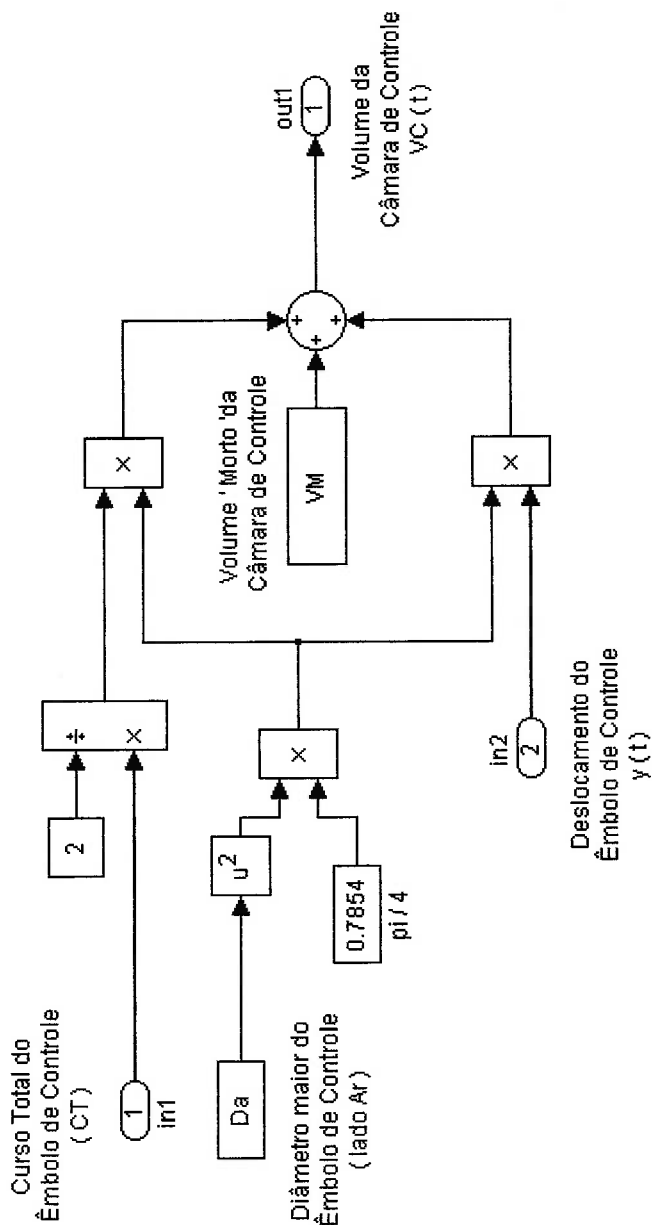 Curso Total do
Êmbolo de Controle
( CT )
1
in1
2
÷
×
×
Da
Diâmetro maior do
Êmbolo de Controle
( lado Ar )
u²
0.7854
pi / 4
×
Volume ' Morto 'da
Câmara de Controle
VM
+
+
+
in2
2
Deslocamento do
Êmbolo de Controle
y ( t )
×
out1
1
Volume da
Câmara de Controle
VC ( t )